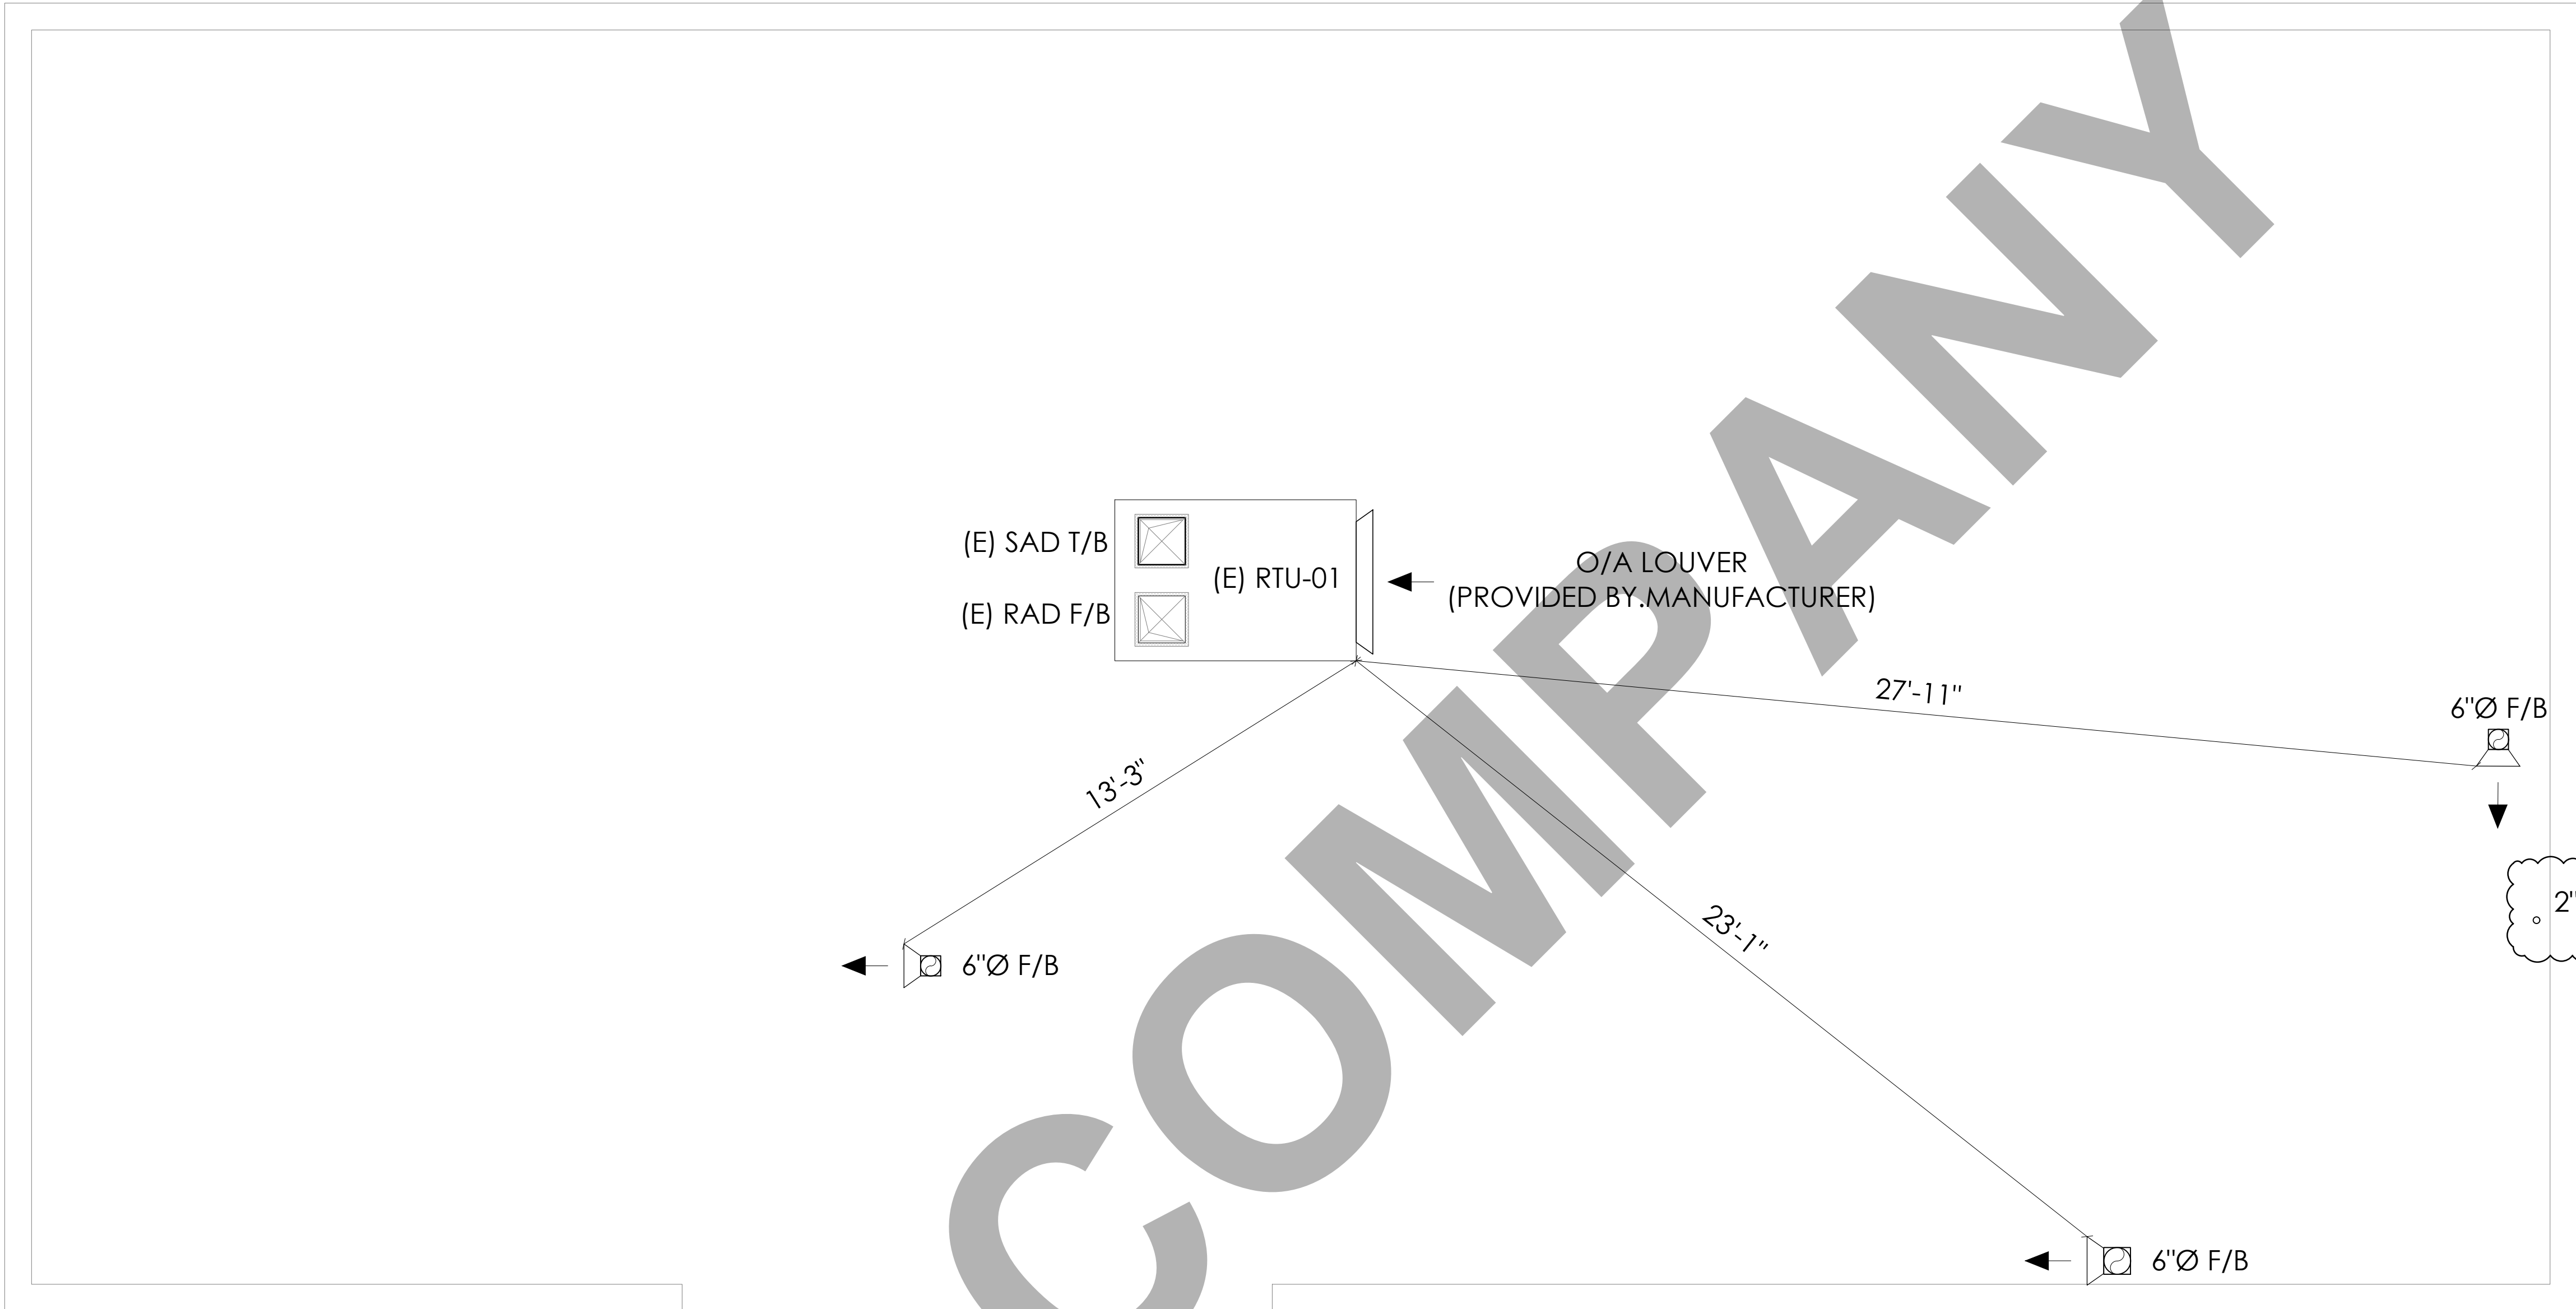 (E) SAD T/B
(E) RTU-01
(E) RAD F/B
O/A LOUVER
(PROVIDED BY.MANUFACTURER)
27'-11"
6"Ø F/B
13'-3"
2"
23'-1"
6"Ø F/B
6"Ø F/B
COMPANY